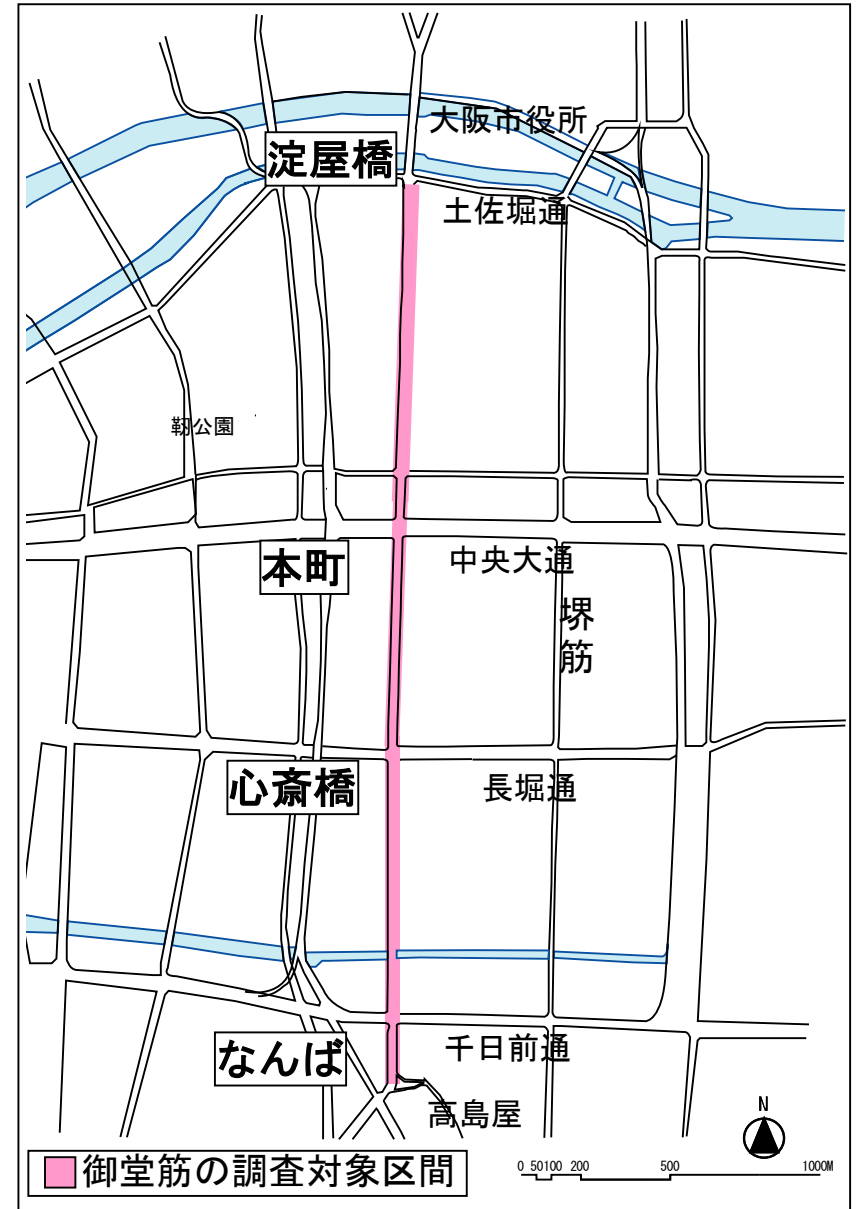 大阪市役所
淀屋橋
土佐堀通
靭公園
本町
中央大通
堺筋
心斎橋
長堀通
なんば
千日前通
高島屋
N
御堂筋の調査対象区間
0 50100 200 500 1000M